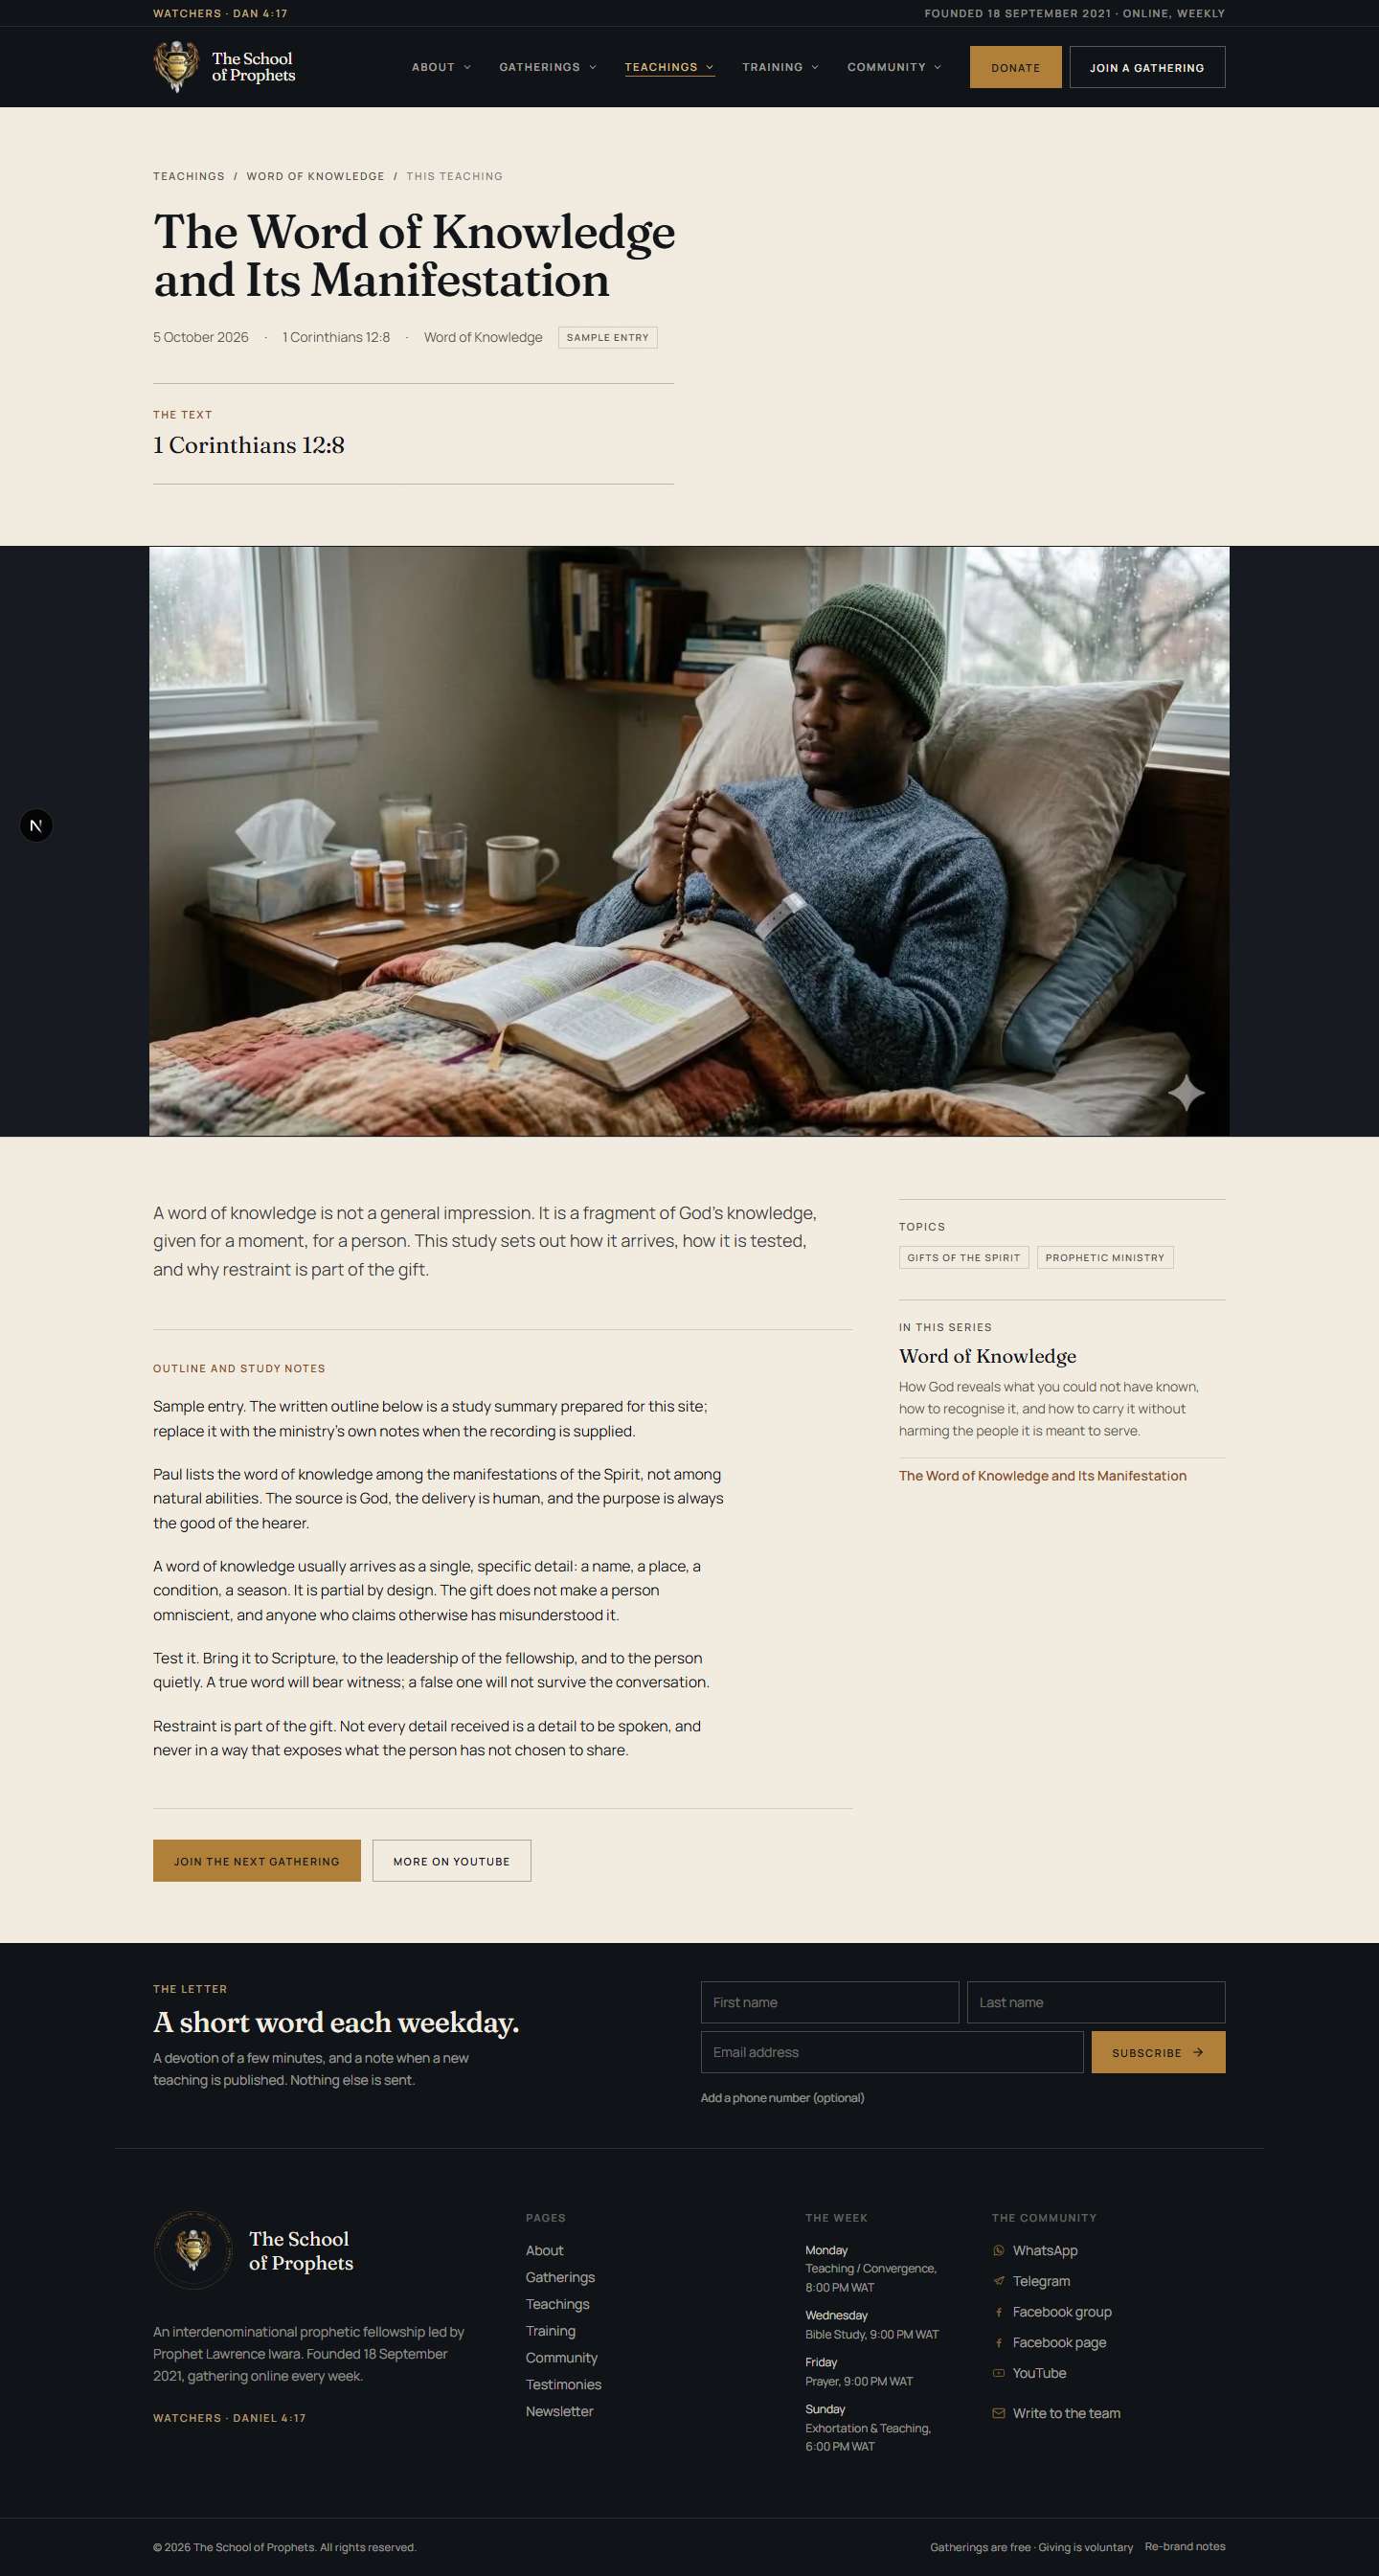 WATCHERS · DAN 4:17
FOUNDED 18 SEPTEMBER 2021 · ONLINE, WEEKLY
The School
of Prophets
ABOUT
GATHERINGS
TEACHINGS
TRAINING
COMMUNITY
DONATE
JOIN A GATHERING
TEACHINGS / WORD OF KNOWLEDGE / THIS TEACHING
The Word of Knowledge
and Its Manifestation
5 October 2026 · 1 Corinthians 12:8 · Word of Knowledge SAMPLE ENTRY
THE TEXT
1 Corinthians 12:8
N
A word of knowledge is not a general impression. It is a fragment of God's knowledge,
given for a moment, for a person. This study sets out how it arrives, how it is tested,
and why restraint is part of the gift.
OUTLINE AND STUDY NOTES
Sample entry. The written outline below is a study summary prepared for this site;
replace it with the ministry's own notes when the recording is supplied.
Paul lists the word of knowledge among the manifestations of the Spirit, not among
natural abilities. The source is God, the delivery is human, and the purpose is always
the good of the hearer.
A word of knowledge usually arrives as a single, specific detail: a name, a place, a
condition, a season. It is partial by design. The gift does not make a person
omniscient, and anyone who claims otherwise has misunderstood it.
Test it. Bring it to Scripture, to the leadership of the fellowship, and to the person
quietly. A true word will bear witness; a false one will not survive the conversation.
Restraint is part of the gift. Not every detail received is a detail to be spoken, and
never in a way that exposes what the person has not chosen to share.
JOIN THE NEXT GATHERING
MORE ON YOUTUBE
TOPICS
GIFTS OF THE SPIRIT
PROPHETIC MINISTRY
IN THIS SERIES
Word of Knowledge
How God reveals what you could not have known,
how to recognise it, and how to carry it without
harming the people it is meant to serve.
The Word of Knowledge and Its Manifestation
THE LETTER
A short word each weekday.
A devotion of a few minutes, and a note when a new
teaching is published. Nothing else is sent.
First name
Last name
Email address
SUBSCRIBE
Add a phone number (optional)
The School
of Prophets
An interdenominational prophetic fellowship led by
Prophet Lawrence Iwara. Founded 18 September
2021, gathering online every week.
WATCHERS · DANIEL 4:17
PAGES
About
Gatherings
Teachings
Training
Community
Testimonies
Newsletter
THE WEEK
Monday
Teaching / Convergence,
8:00 PM WAT
Wednesday
Bible Study, 9:00 PM WAT
Friday
Prayer, 9:00 PM WAT
Sunday
Exhortation & Teaching,
6:00 PM WAT
THE COMMUNITY
WhatsApp
Telegram
Facebook group
Facebook page
YouTube
Write to the team
© 2026 The School of Prophets. All rights reserved.
Gatherings are free · Giving is voluntary
Re-brand notes